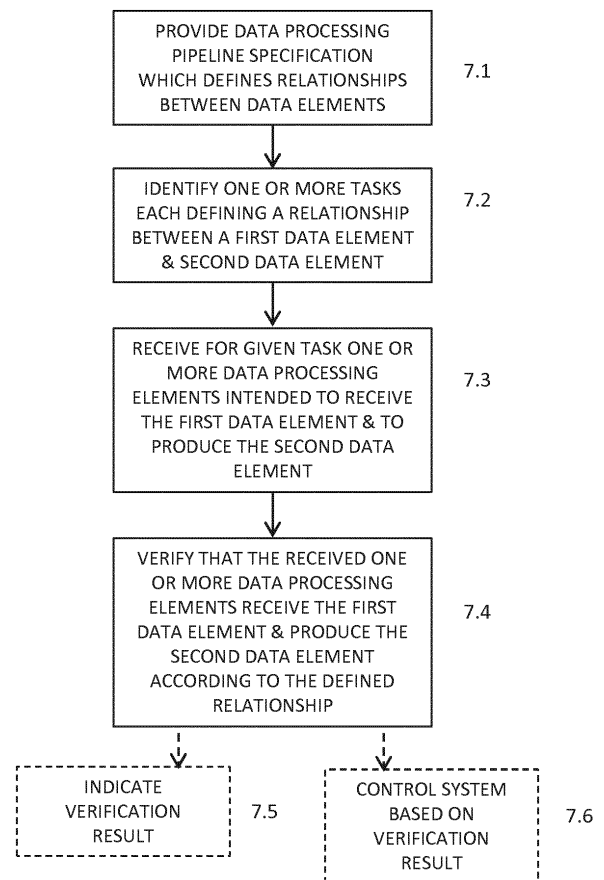 PROVIDE DATA PROCESSING
PIPELINE SPECIFICATION
WHICH DEFINES RELATIONSHIPS
BETWEEN DATA ELEMENTS
7.1
IDENTIFY ONE OR MORE TASKS
EACH DEFINING A RELATIONSHIP
BETWEEN A FIRST DATA ELEMENT
& SECOND DATA ELEMENT
7.2
RECEIVE FOR GIVEN TASK ONE OR
MORE DATA PROCESSING
ELEMENTS INTENDED TO RECEIVE
THE FIRST DATA ELEMENT & TO
PRODUCE THE SECOND DATA
ELEMENT
7.3
VERIFY THAT THE RECEIVED ONE
OR MORE DATA PROCESSING
ELEMENTS RECEIVE THE FIRST
DATA ELEMENT & PRODUCE THE
SECOND DATA ELEMENT
ACCORDING TO THE DEFINED
RELATIONSHIP
7.4
INDICATE
VERIFICATION
RESULT
7.5
CONTROL SYSTEM
BASED ON
VERIFICATION
RESULT
7.6